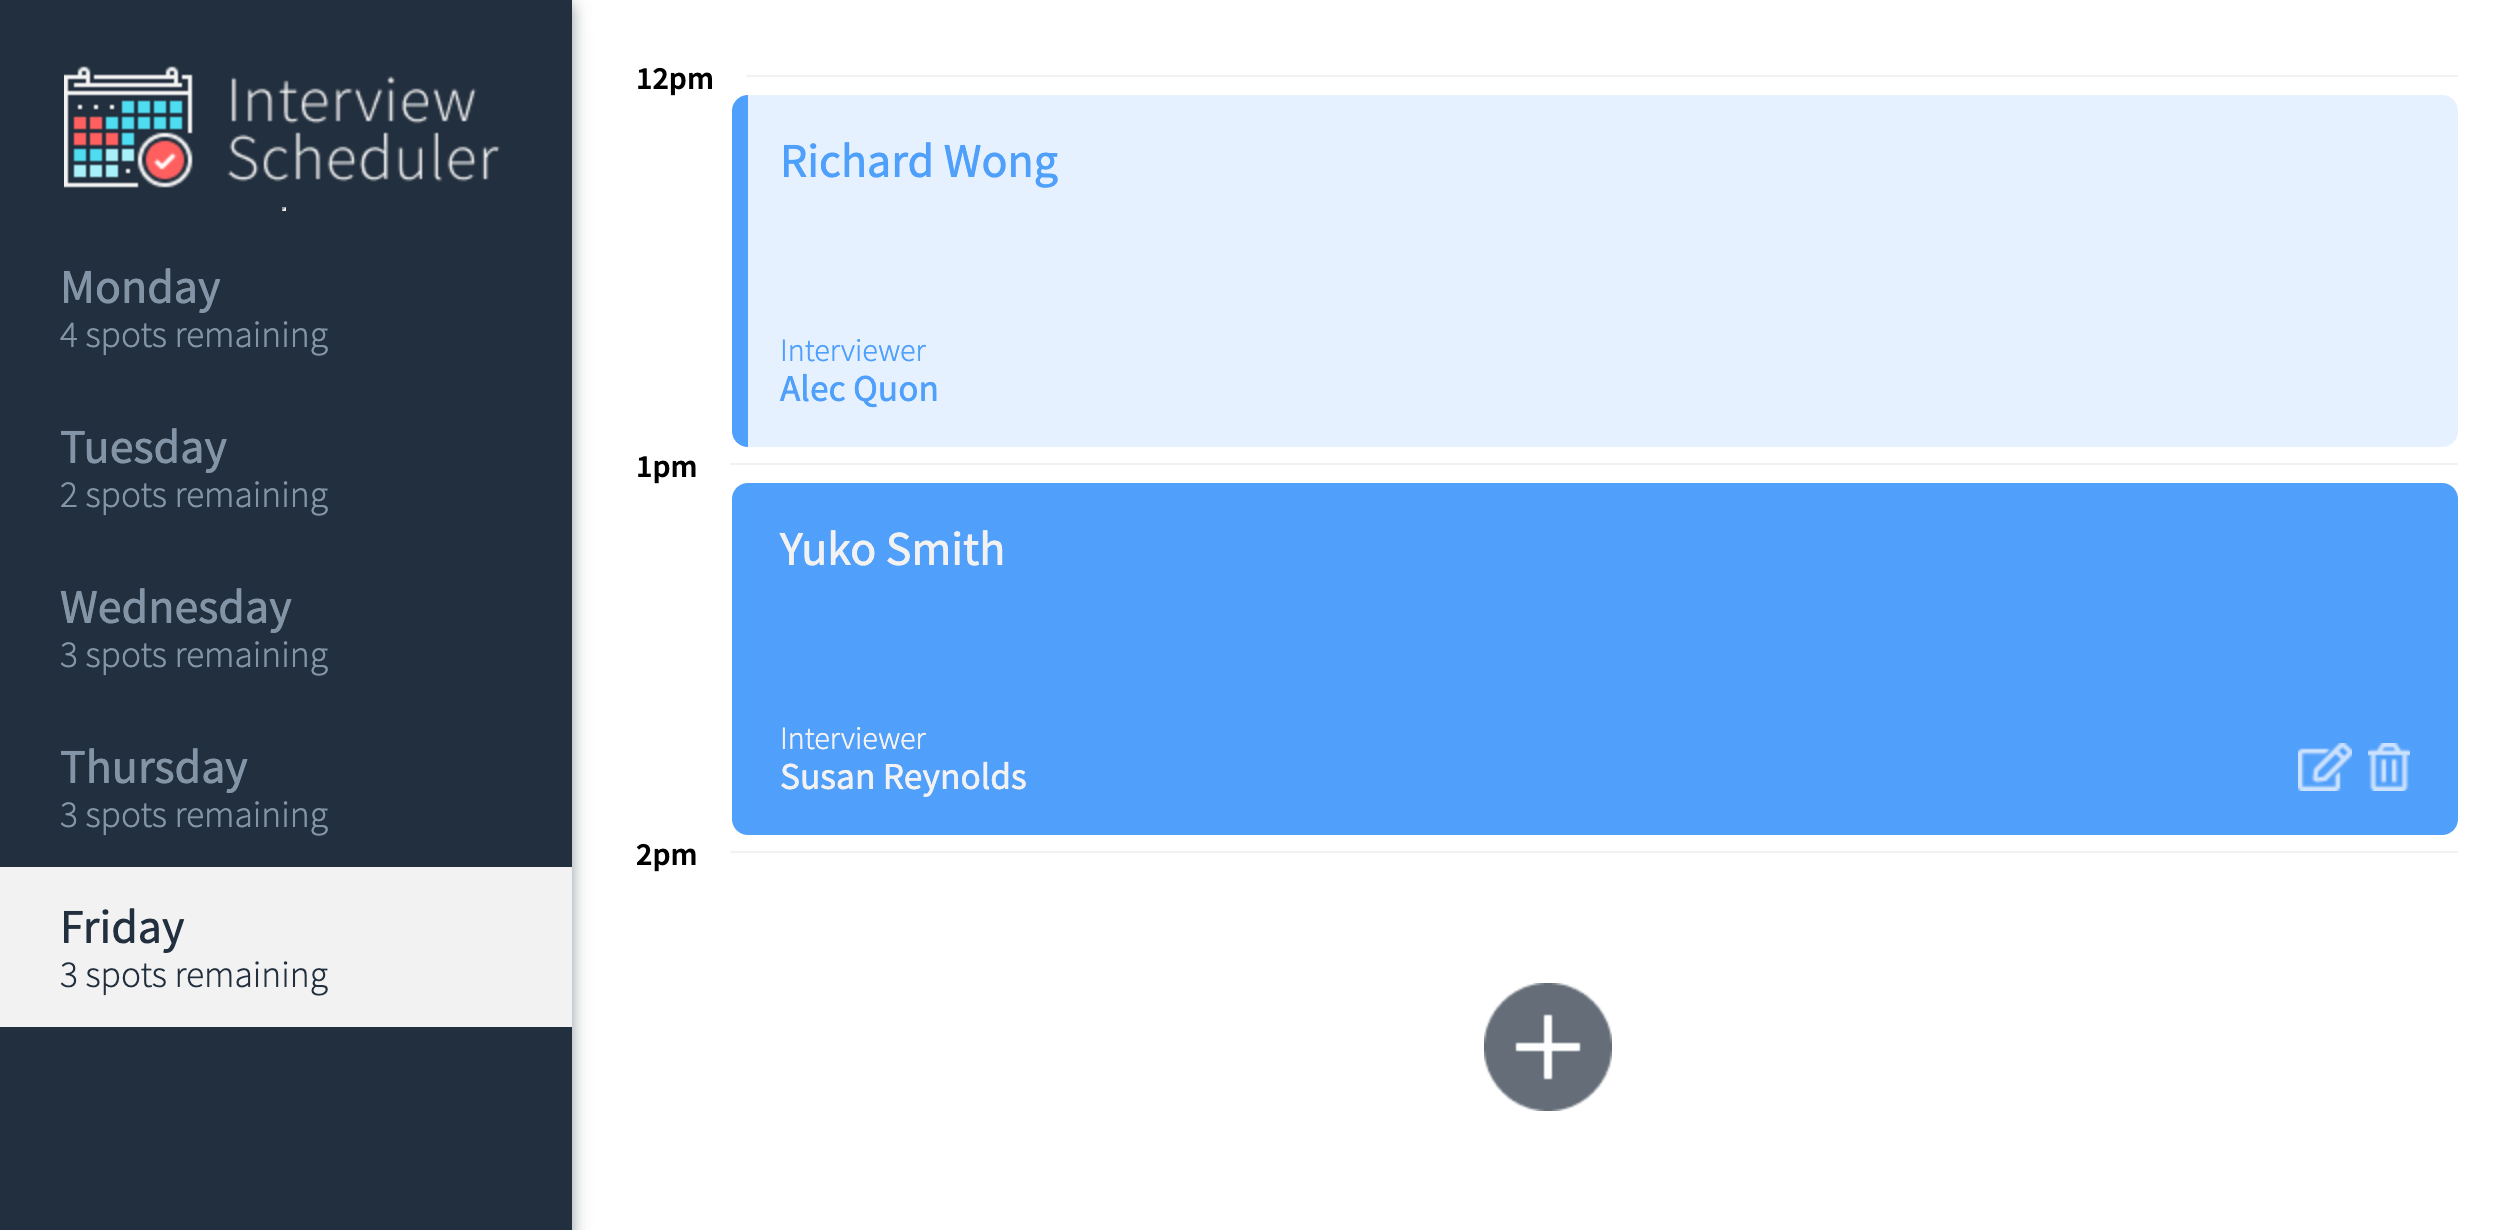 Interview
Scheduler
Monday
4 spots remaining
Tuesday
2 spots remaining
Wednesday
3 spots remaining
Thursday
3 spots remaining
Friday
3 spots remaining
12pm
Richard Wong
Interviewer
Alec Quon
1pm
Yuko Smith
Interviewer
Susan Reynolds
2pm